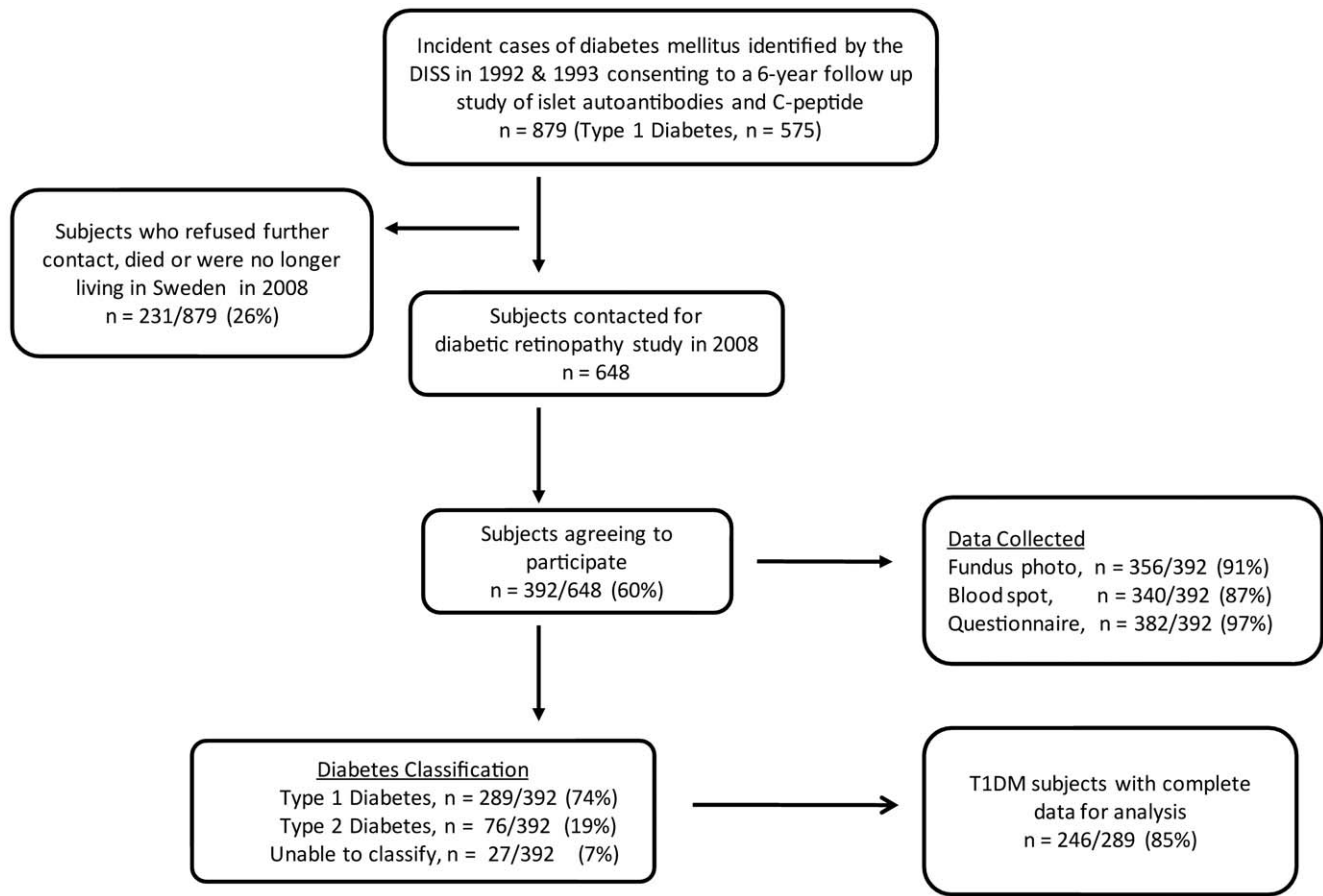 Incident cases of diabetes mellitus identified by the
DISS in 1992 & 1993 consenting to a 6-year follow up
study of islet autoantibodies and C-peptide
n = 879 (Type 1 Diabetes, n = 575)
Subjects who refused further
contact, died or were no longer
living in Sweden in 2008
n = 231/879 (26%)
Subjects contacted for
diabetic retinopathy study in 2008
n = 648
Subjects agreeing to
participate
n = 392/648 (60%)
Data Collected
Fundus photo, n = 356/392 (91%)
Blood spot, n = 340/392 (87%)
Questionnaire, n = 382/392 (97%)
Diabetes Classification
Type 1 Diabetes, n = 289/392 (74%)
Type 2 Diabetes, n = 76/392 (19%)
Unable to classify, n = 27/392 (7%)
T1DM subjects with complete
data for analysis
n = 246/289 (85%)